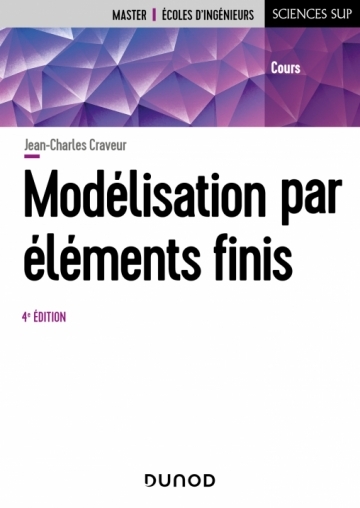 MASTER | ÉCOLES D'INGÉNIEURS SCIENCES SUP
Cours
Jean-Charles Craveur
Modélisation par
éléments finis
4e ÉDITION
DUNOD